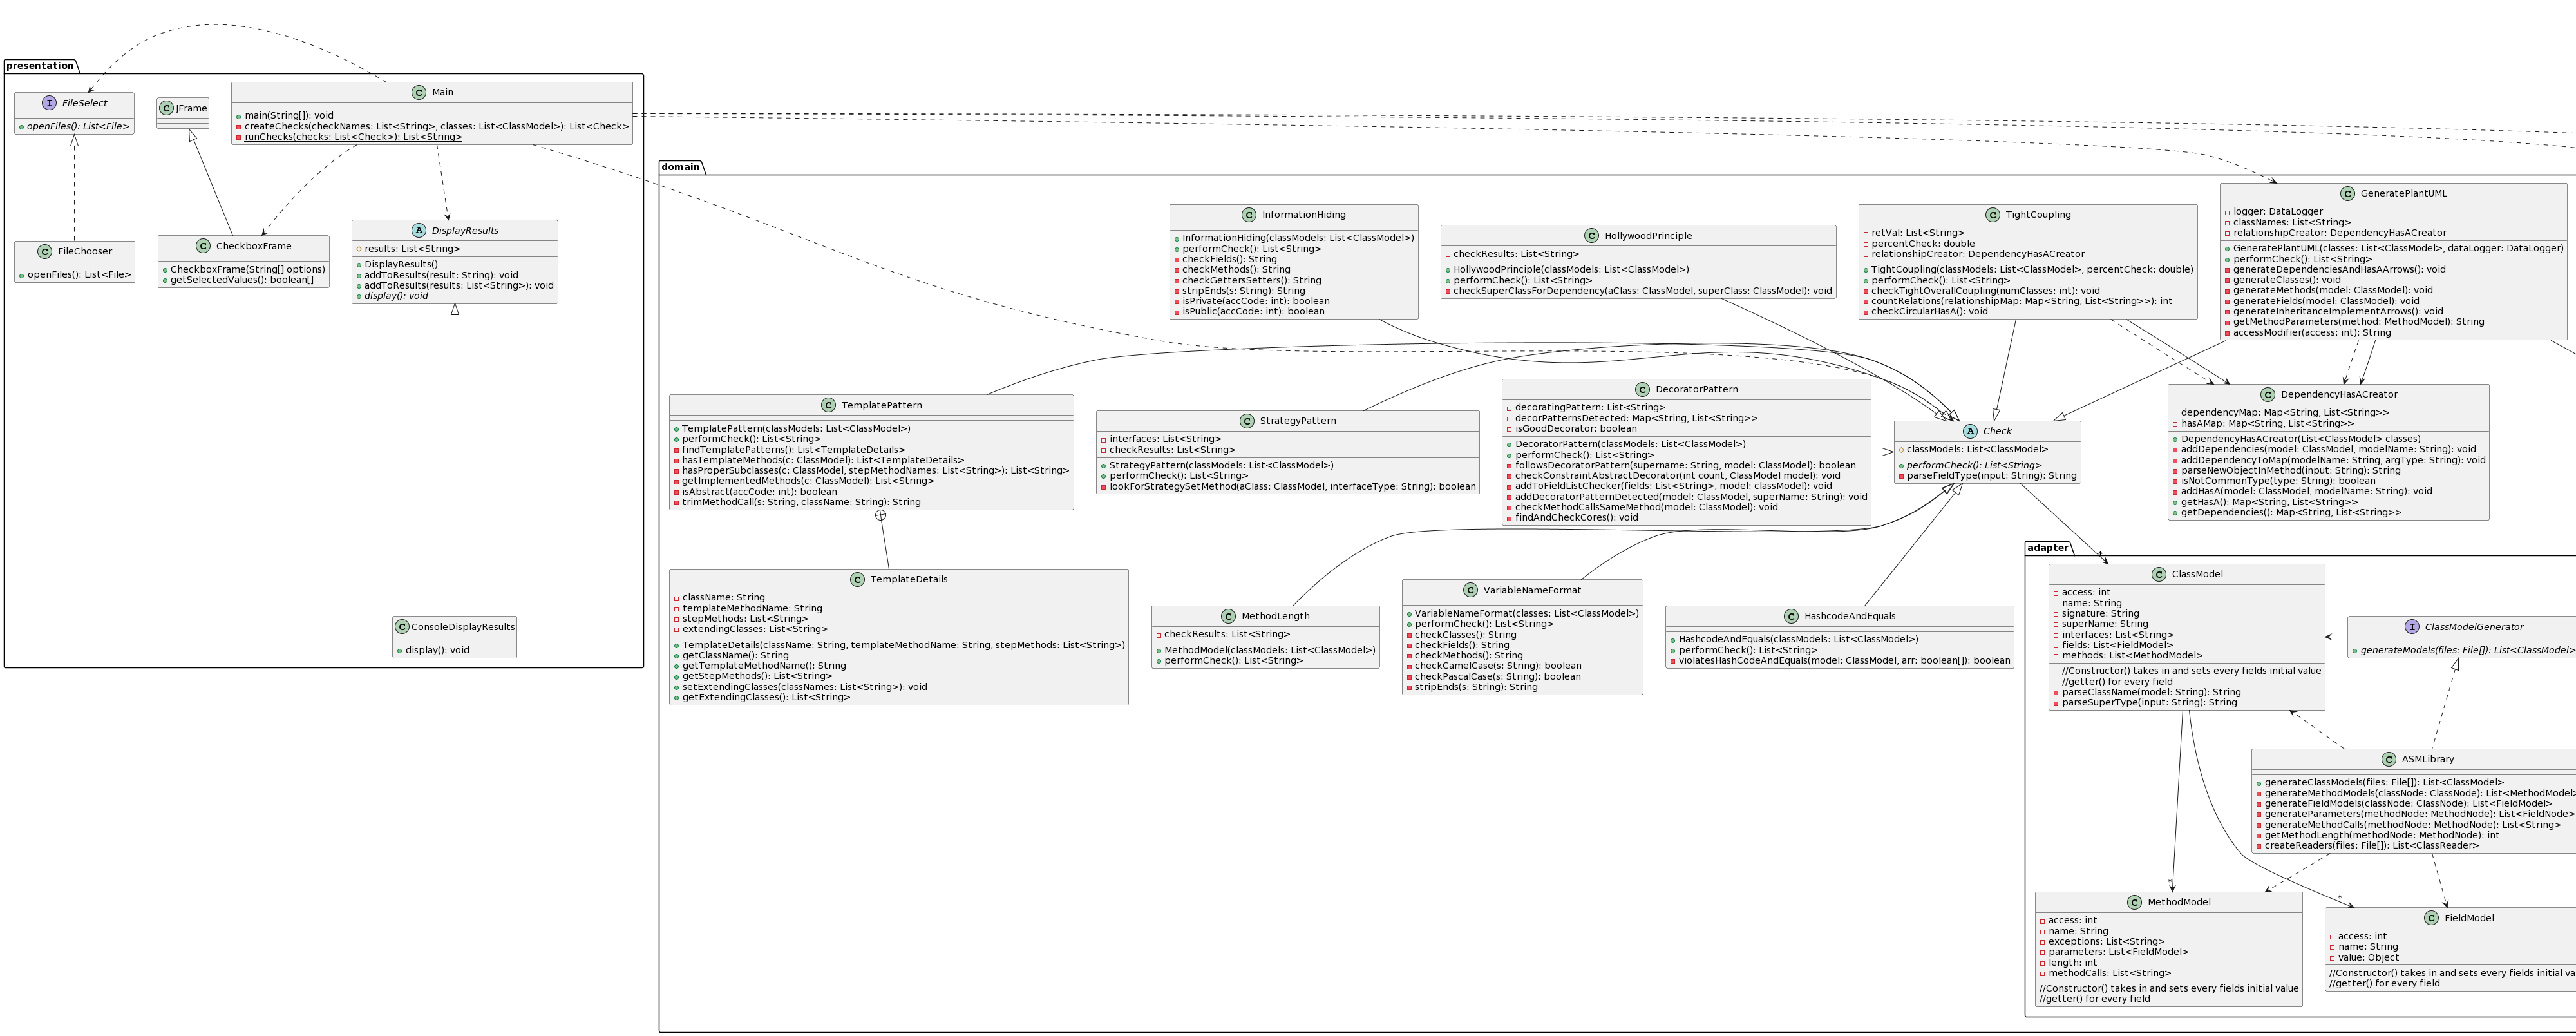 presentation
I FileSelect
openFiles(): List<File>
C JFrame
C Main
main(String[]): void
createChecks(checkNames: List<String>, classes: List<ClassModel>): List<Check>
runChecks(checks: List<Check>): List<String>
C FileChooser
openFiles(): List<File>
C CheckboxFrame
CheckboxFrame(String[] options)
getSelectedValues(): boolean[]
A DisplayResults
results: List<String>
DisplayResults()
addToResults(result: String): void
addToResults(results: List<String>): void
display(): void
C ConsoleDisplayResults
display(): void
domain
C InformationHiding
InformationHiding(classModels: List<ClassModel>)
performCheck(): List<String>
checkFields(): String
checkMethods(): String
checkGettersSetters(): String
stripEnds(s: String): String
isPrivate(accCode: int): boolean
isPublic(accCode: int): boolean
C HollywoodPrinciple
checkResults: List<String>
HollywoodPrinciple(classModels: List<ClassModel>)
performCheck(): List<String>
checkSuperClassForDependency(aClass: ClassModel, superClass: ClassModel): void
C TightCoupling
retVal: List<String>
percentCheck: double
relationshipCreator: DependencyHasACreator
TightCoupling(classModels: List<ClassModel>, percentCheck: double)
performCheck(): List<String>
checkTightOverallCoupling(numClasses: int): void
countRelations(relationshipMap: Map<String, List<String>>): int
checkCircularHasA(): void
C GeneratePlantUML
logger: DataLogger
classNames: List<String>
relationshipCreator: DependencyHasACreator
GeneratePlantUML(classes: List<ClassModel>, dataLogger: DataLogger)
performCheck(): List<String>
generateDependenciesAndHasAArrows(): void
generateClasses(): void
generateMethods(model: ClassModel): void
generateFields(model: ClassModel): void
generateInheritanceImplementArrows(): void
getMethodParameters(method: MethodModel): String
accessModifier(access: int): String
C TemplatePattern
TemplatePattern(classModels: List<ClassModel>)
performCheck(): List<String>
findTemplatePatterns(): List<TemplateDetails>
hasTemplateMethods(c: ClassModel): List<TemplateDetails>
hasProperSubclasses(c: ClassModel, stepMethodNames: List<String>): List<String>
getImplementedMethods(c: ClassModel): List<String>
isAbstract(accCode: int): boolean
trimMethodCall(s: String, className: String): String
C StrategyPattern
interfaces: List<String>
checkResults: List<String>
StrategyPattern(classModels: List<ClassModel>)
performCheck(): List<String>
lookForStrategySetMethod(aClass: ClassModel, interfaceType: String): boolean
C DecoratorPattern
decoratingPattern: List<String>
decorPatternsDetected: Map<String, List<String>>
isGoodDecorator: boolean
DecoratorPattern(classModels: List<ClassModel>)
performCheck(): List<String>
followsDecoratorPattern(supername: String, model: ClassModel): boolean
checkConstraintAbstractDecorator(int count, ClassModel model): void
addToFieldListChecker(fields: List<String>, model: classModel): void
addDecoratorPatternDetected(model: ClassModel, superName: String): void
checkMethodCallsSameMethod(model: ClassModel): void
findAndCheckCores(): void
A Check
classModels: List<ClassModel>
performCheck(): List<String>
parseFieldType(input: String): String
C DependencyHasACreator
dependencyMap: Map<String, List<String>>
hasAMap: Map<String, List<String>>
DependencyHasACreator(List<ClassModel> classes)
addDependencies(model: ClassModel, modelName: String): void
addDependencyToMap(modelName: String, argType: String): void
parseNewObjectInMethod(input: String): String
isNotCommonType(type: String): boolean
addHasA(model: ClassModel, modelName: String): void
getHasA(): Map<String, List<String>>
getDependencies(): Map<String, List<String>>
C TemplateDetails
className: String
templateMethodName: String
stepMethods: List<String>
extendingClasses: List<String>
TemplateDetails(className: String, templateMethodName: String, stepMethods: List<String>)
getClassName(): String
getTemplateMethodName(): String
getStepMethods(): List<String>
setExtendingClasses(classNames: List<String>): void
getExtendingClasses(): List<String>
C MethodLength
checkResults: List<String>
MethodModel(classModels: List<ClassModel>)
performCheck(): List<String>
C VariableNameFormat
VariableNameFormat(classes: List<ClassModel>)
performCheck(): List<String>
checkClasses(): String
checkFields(): String
checkMethods(): String
checkCamelCase(s: String): boolean
checkPascalCase(s: String): boolean
stripEnds(s: String): String
C HashcodeAndEquals
HashcodeAndEquals(classModels: List<ClassModel>)
performCheck(): List<String>
violatesHashCodeAndEquals(model: ClassModel, arr: boolean[]): boolean
adapter
*
C ClassModel
access: int
name: String
signature: String
superName: String
interfaces: List<String>
fields: List<FieldModel>
methods: List<MethodModel>
//Constructor() takes in and sets every fields initial value
//getter() for every field
parseClassName(model: String): String
parseSuperType(input: String): String
I ClassModelGenerator
generateModels(files: File[]): List<ClassModel>
C ASMLibrary
generateClassModels(files: File[]): List<ClassModel>
generateMethodModels(classNode: ClassNode): List<MethodModel>
generateFieldModels(classNode: ClassNode): List<FieldModel>
generateParameters(methodNode: MethodNode): List<FieldNode>
generateMethodCalls(methodNode: MethodNode): List<String>
getMethodLength(methodNode: MethodNode): int
createReaders(files: File[]): List<ClassReader>
*
*
C MethodModel
access: int
name: String
exceptions: List<String>
parameters: List<FieldModel>
length: int
methodCalls: List<String>
//Constructor() takes in and sets every fields initial value
//getter() for every field
C FieldModel
access: int
name: String
value: Object
//Constructor() takes in and sets every fields initial va
//getter() for every field